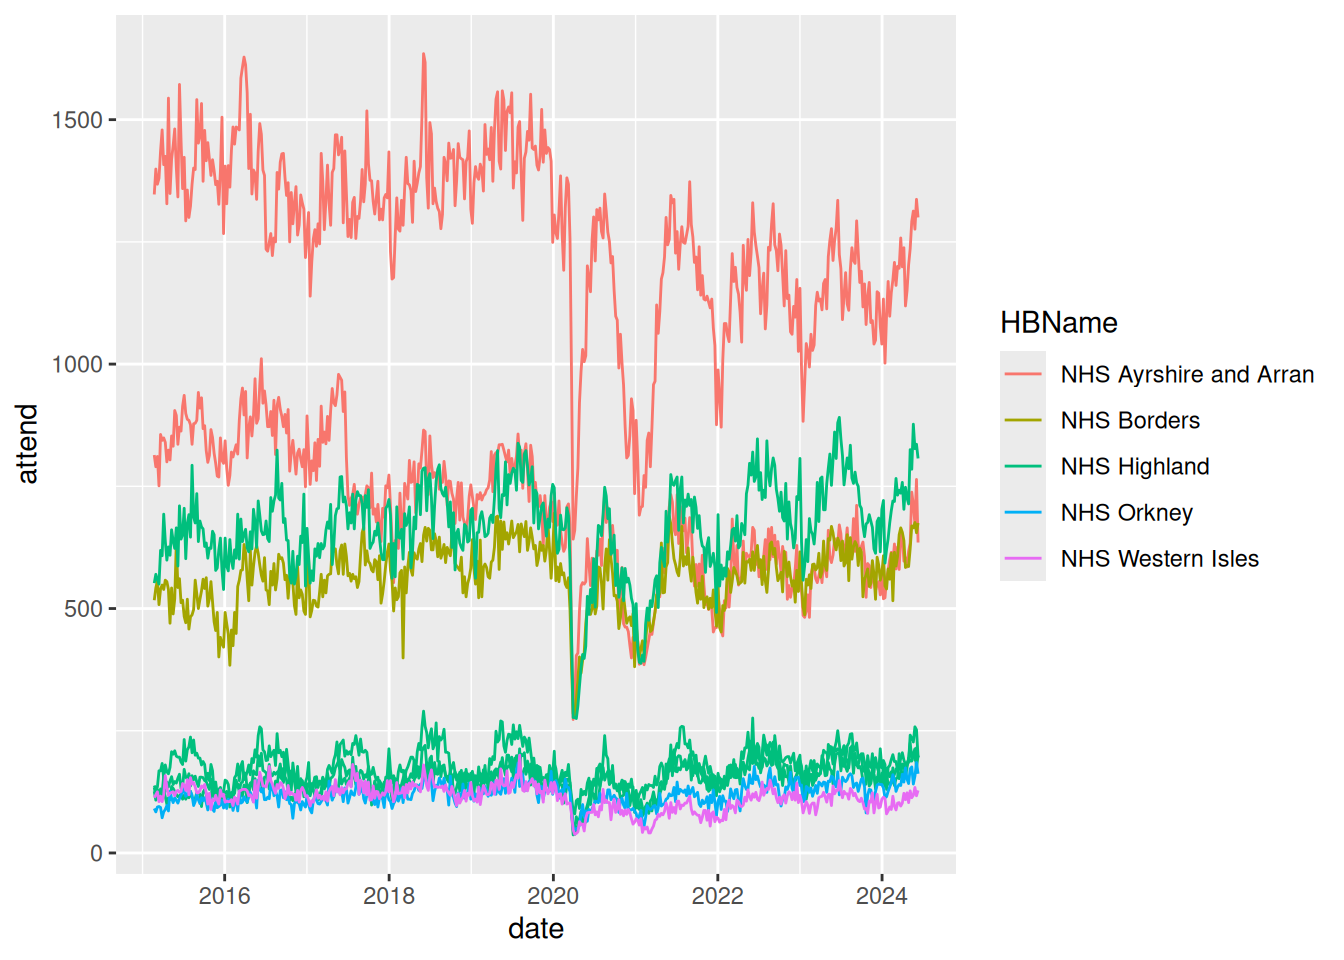 1500
1000
500
0
attend
2016
2018
2020
2022
2024
date
HBName
NHS Ayrshire and Arran
NHS Borders
NHS Highland
NHS Orkney
NHS Western Isles